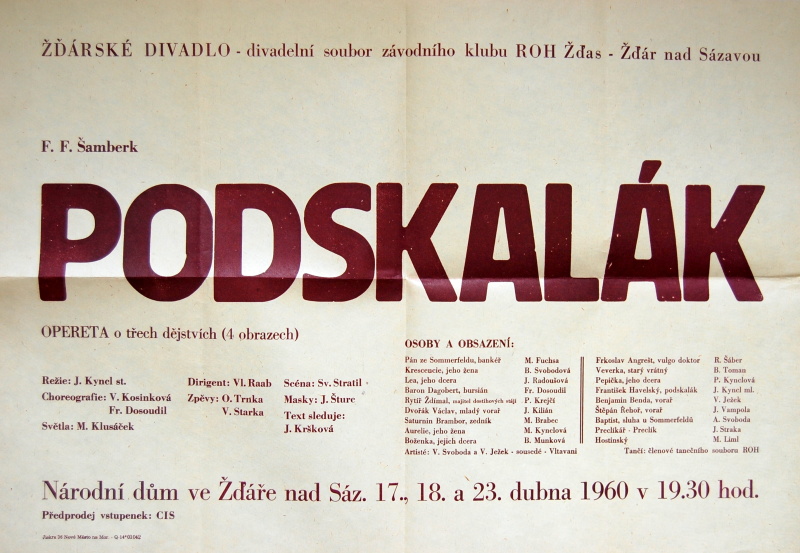 ŽĎÁRSKÉ DIVADLO - divadelní soubor závodního klubu ROH Žďas - Žďár nad Sázavou
F. F. Šamberk
PODSKALÁK
OPERETA o třech dějstvích (4 obrazech)
Režie: J. Kyncl st.
Choreografie: V. Kosinková
Fr. Dosoudil
Světla: M. Klusáček
Dirigent: Vl. Raab
Zpěvy: O. Trnka
V. Starka
Scéna: Sv. Stratil
Masky: J. Šturc
Text sleduje:
J. Kršková
OSOBY A OBSAZENÍ:
Pán ze Sommerfeldu, bankéř M. Fuchsa
Krescencie, jeho žena B. Svobodová
Lea, jeho dcera J. Radoušová
Baron Dagobert, bursián Fr. Dosoudil
Rytíř Ždímal, majitel dostihových stájí P. Krejčí
Dvořák Václav, mladý vorař J. Kilián
Saturnin Brambor, zedník M. Brabec
Aurelie, jeho žena M. Kynclová
Boženka, jejich dcera B. Munková
Artisté: V. Svoboda a V. Ježek - sousedé - Vltavani
Frkoslav Angrešt, vulgo doktor R. Šáber
Veverka, starý vrátný B. Toman
Pepička, jeho dcera P. Kynclová
František Havelský, podskalák J. Kyncl ml.
Benjamin Benda, vorař V. Ježek
Štěpán Řehoř, vorař J. Vampola
Baptist, sluha u Sommerfeldů A. Svoboda
Preclíkář - Preclík J. Straka
Hostinský M. Liml
Tančí: členové tanečního souboru ROH
Národní dům ve Žďáře nad Sáz. 17., 18. a 23. dubna 1960 v 19.30 hod.
Předprodej vstupenek: CIS